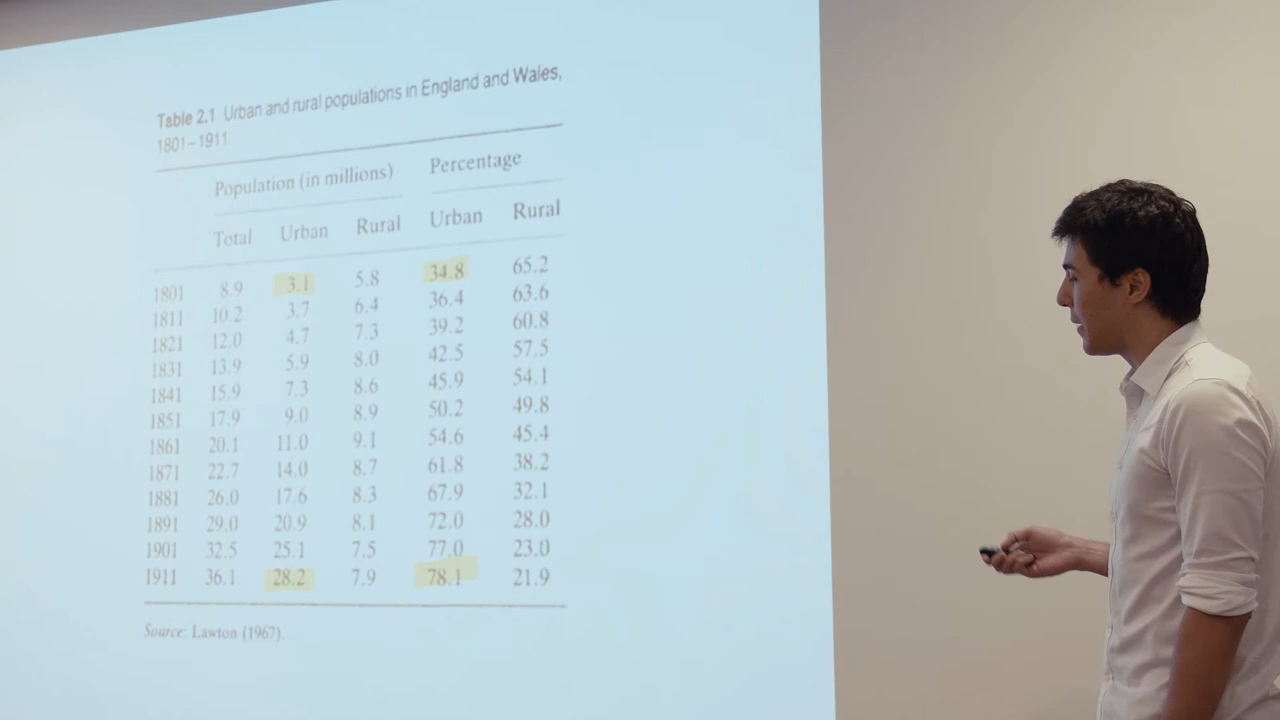 Table 2.1 Urban and rural populations in England and Wales,
1801–1911
Population (in millions) Percentage
Total Urban Rural Urban Rural
1801 8.9 3.1 5.8 34.8 65.2
1811 10.2 3.7 6.4 36.4 63.6
1821 12.0 4.7 7.3 39.2 60.8
1831 13.9 5.9 8.0 42.5 57.5
1841 15.9 7.3 8.6 45.9 54.1
1851 17.9 9.0 8.9 50.2 49.8
1861 20.1 11.0 9.1 54.6 45.4
1871 22.7 14.0 8.7 61.8 38.2
1881 26.0 17.6 8.3 67.9 32.1
1891 29.0 20.9 8.1 72.0 28.0
1901 32.5 25.1 7.5 77.0 23.0
1911 36.1 28.2 7.9 78.1 21.9
Source: Lawton (1967).